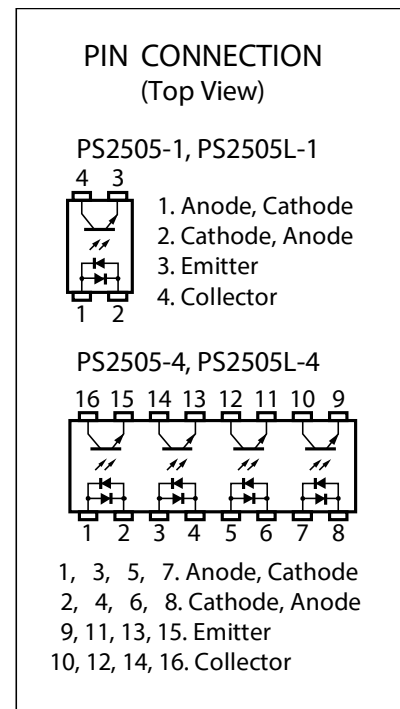 PIN CONNECTION
(Top View)
PS2505-1, PS2505L-1
4 3
1. Anode, Cathode
2. Cathode, Anode
3. Emitter
4. Collector
1 2
PS2505-4, PS2505L-4
16 15 14 13 12 11 10 9
1 2 3 4 5 6 7 8
1, 3, 5, 7. Anode, Cathode
2, 4, 6, 8. Cathode, Anode
9, 11, 13, 15. Emitter
10, 12, 14, 16. Collector